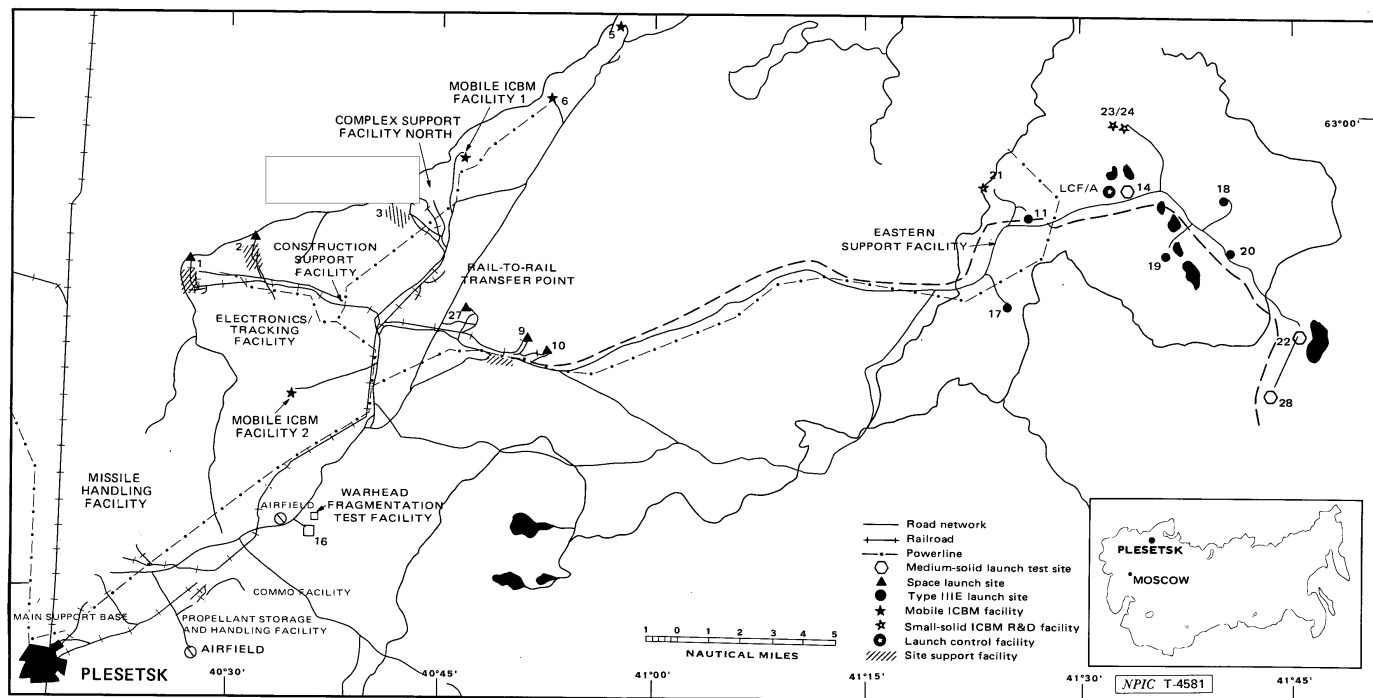 5
MOBILE ICBM
FACILITY 1
6
COMPLEX SUPPORT
FACILITY NORTH
63°00'
23/24
21
LCF/A
14
18
3
11
2
CONSTRUCTION
SUPPORT
FACILITY
1
EASTERN
SUPPORT FACILITY
20
19
RAIL-TO-RAIL
TRANSFER POINT
ELECTRONICS/
TRACKING
FACILITY
27
9
10
17
22
28
MOBILE ICBM
FACILITY 2
MISSILE
HANDLING
FACILITY
AIRFIELD
WARHEAD
FRAGMENTATION
TEST FACILITY
16
COMMO FACILITY
MAIN SUPPORT BASE
PROPELLANT STORAGE
AND HANDLING FACILITY
AIRFIELD
PLESETSK
Road network
Railroad
Powerline
Medium-solid launch test site
Space launch site
Type IIIE launch site
Mobile ICBM facility
Small-solid ICBM R&D facility
Launch control facility
Site support facility
PLESETSK
MOSCOW
1 0 1 2 3 4 5
NAUTICAL MILES
40°30' 40°45' 41°00' 41°15' 41°30' 41°45'
NPIC T-4581